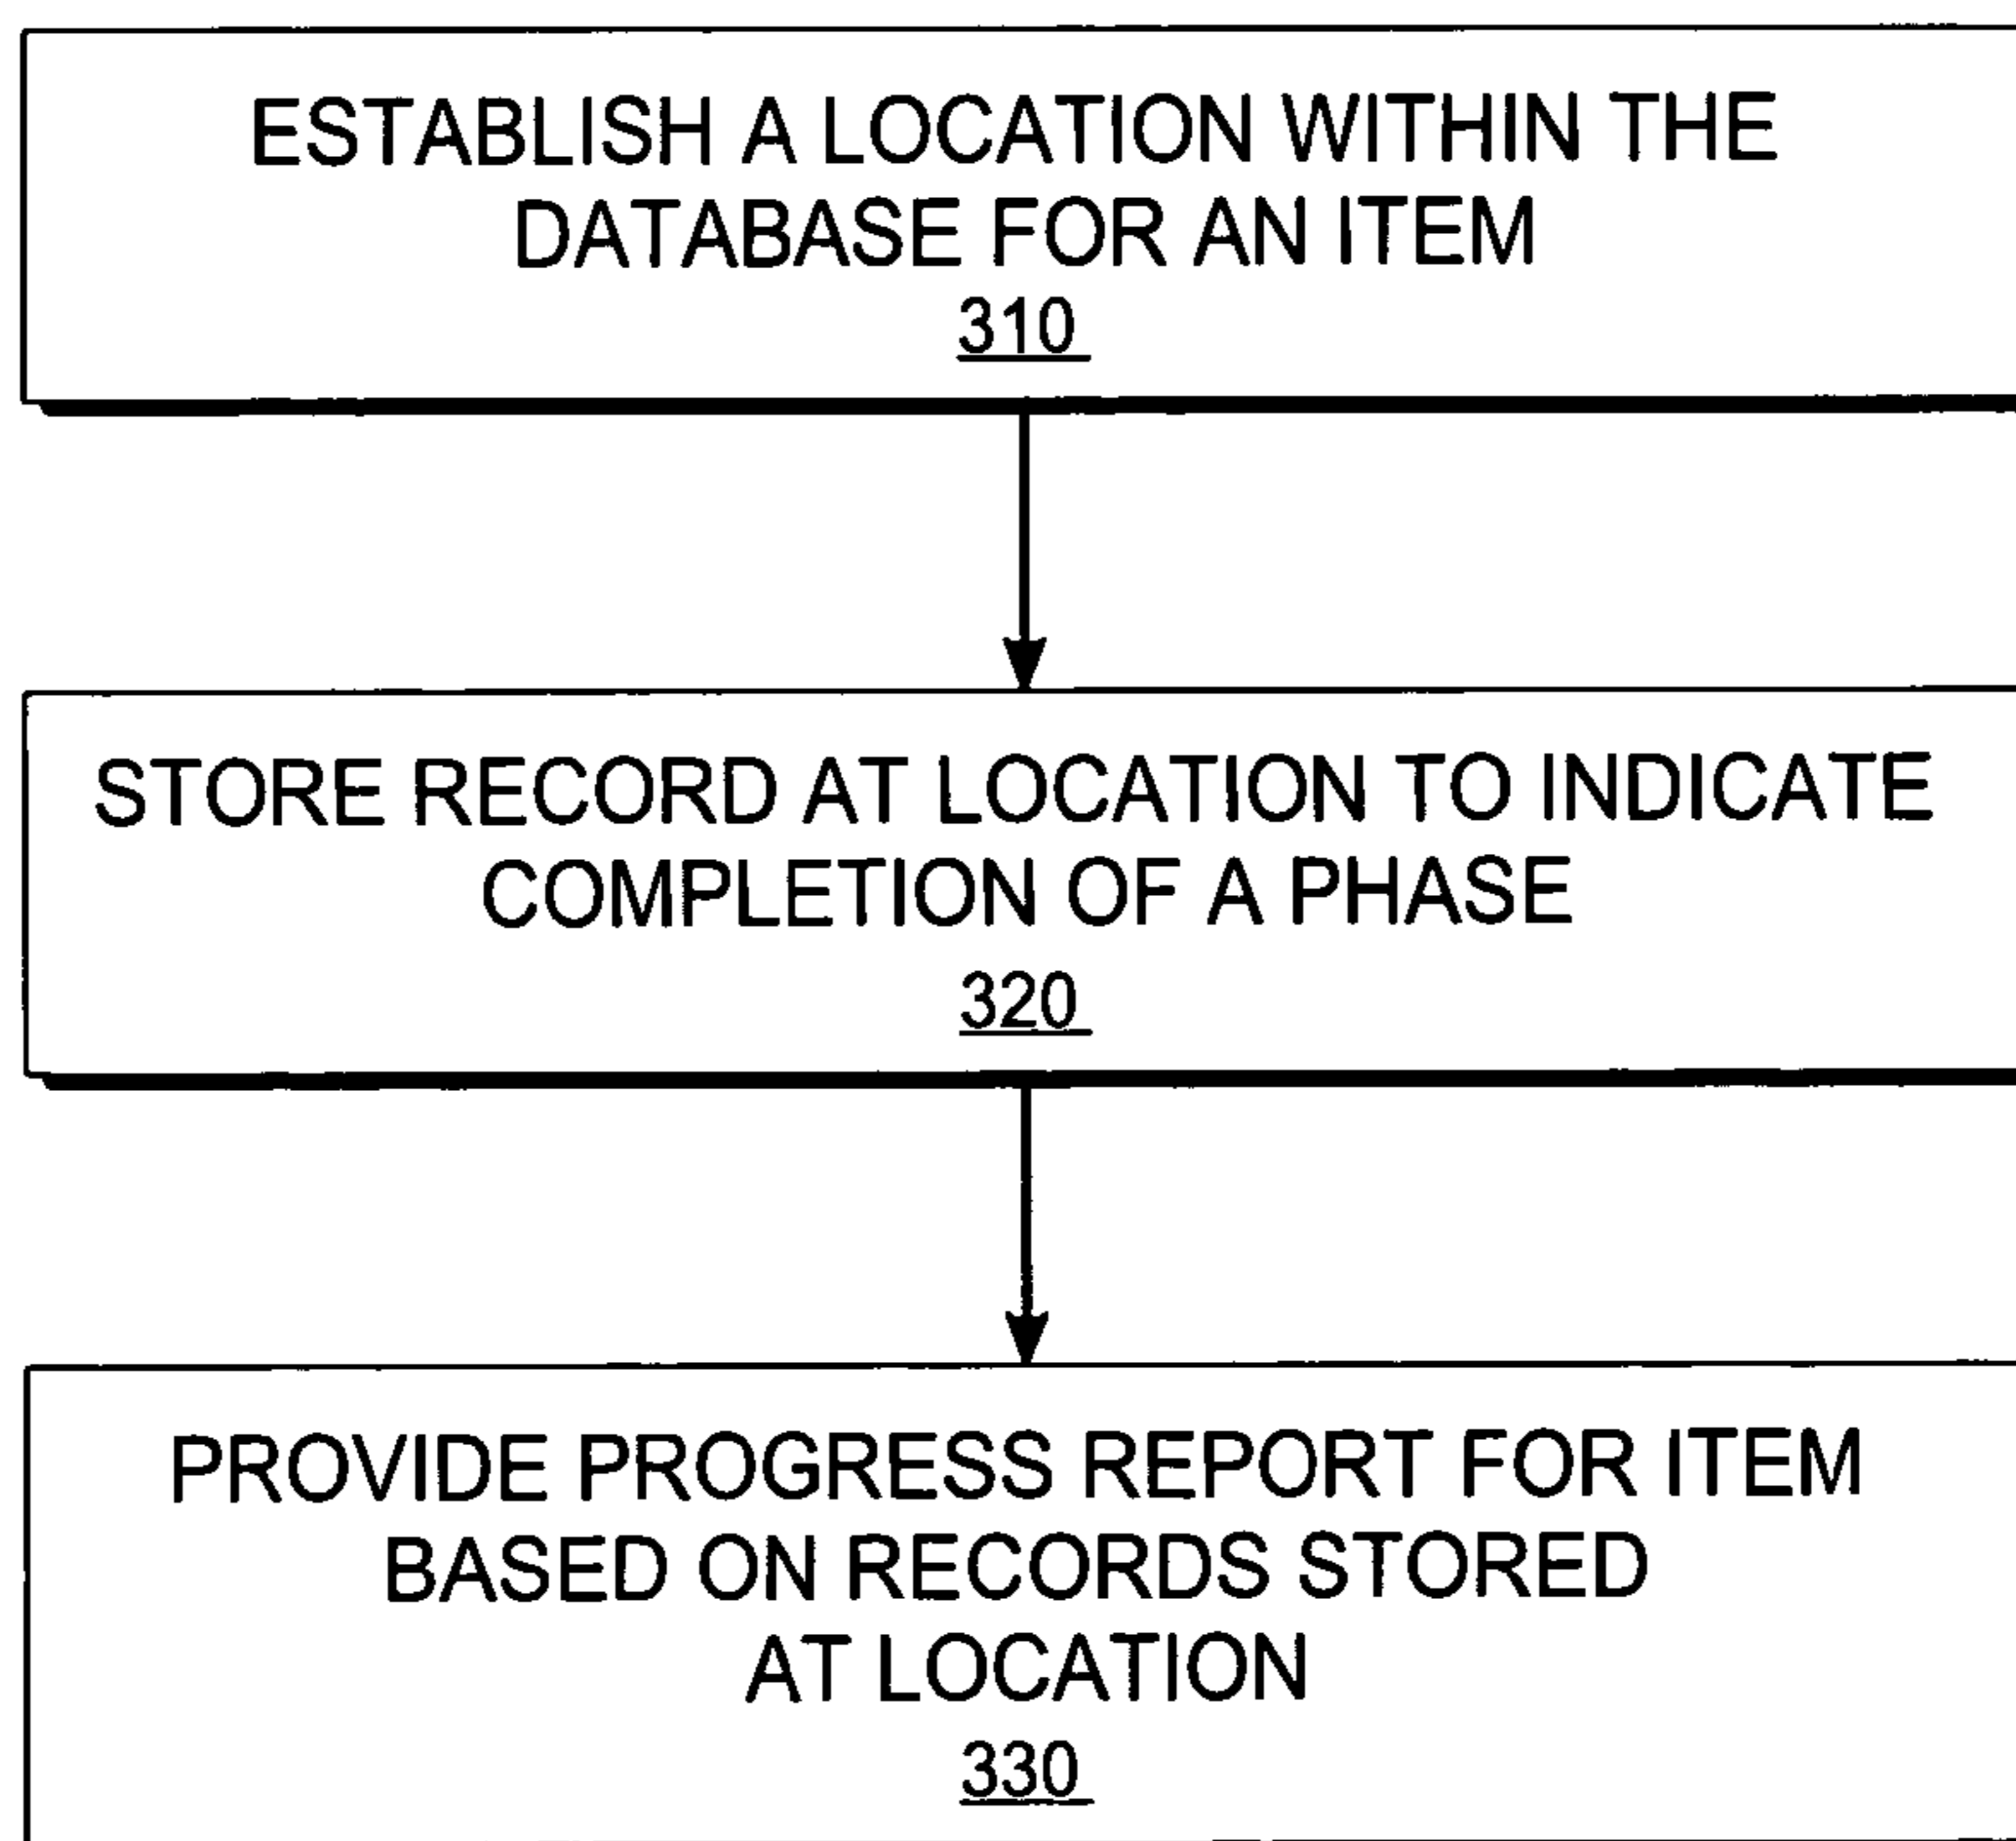 ESTABLISH A LOCATION WITHIN THE
DATABASE FOR AN ITEM
310
STORE RECORD AT LOCATION TO INDICATE
COMPLETION OF A PHASE
320
PROVIDE PROGRESS REPORT FOR ITEM
BASED ON RECORDS STORED
AT LOCATION
330